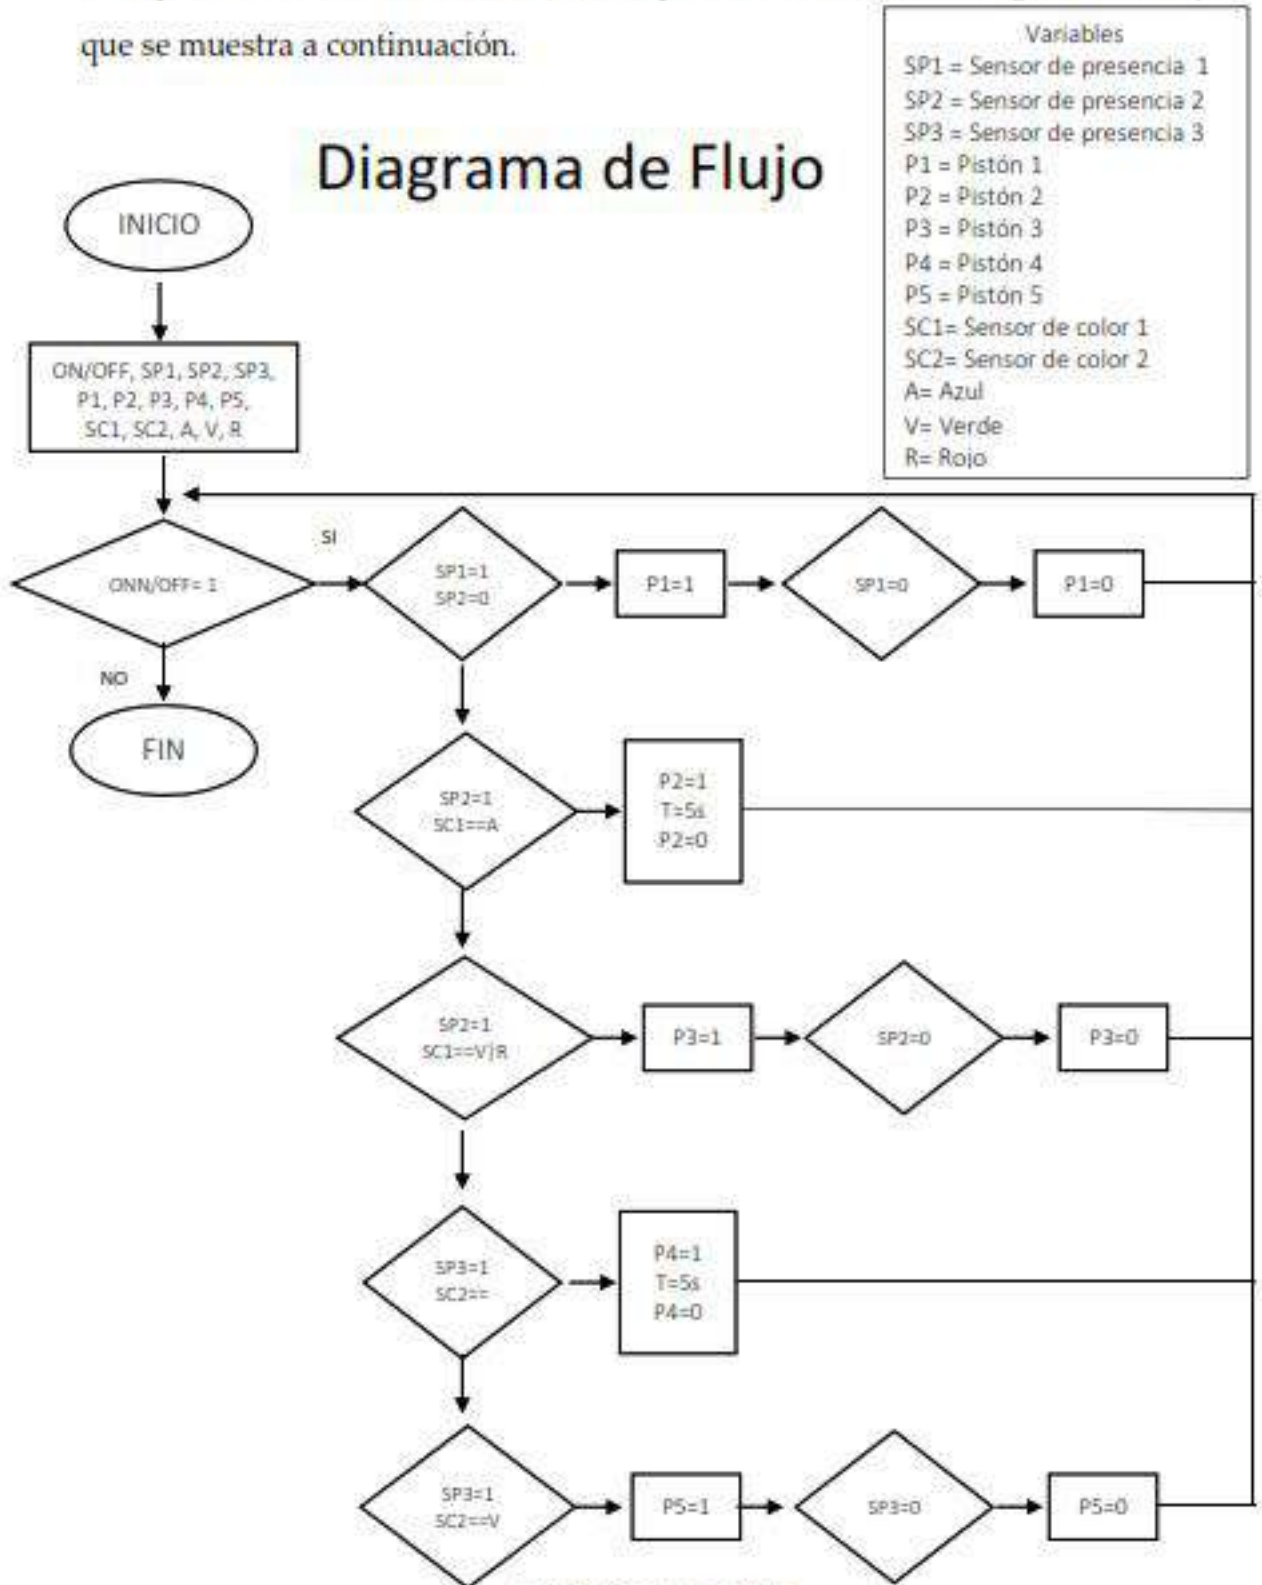 que se muestra a continuación.
Variables
SP1 = Sensor de presencia 1
SP2 = Sensor de presencia 2
SP3 = Sensor de presencia 3
P1 = Pistón 1
P2 = Pistón 2
P3 = Pistón 3
P4 = Pistón 4
P5 = Pistón 5
SC1= Sensor de color 1
SC2= Sensor de color 2
A= Azul
V= Verde
R= Rojo
Diagrama de Flujo
INICIO
ON/OFF, SP1, SP2, SP3,
P1, P2, P3, P4, P5,
SC1, SC2, A, V, R
ONN/OFF= 1
SI
NO
FIN
SP1=1
SP2=0
P1=1
SP1=0
P1=0
SP2=1
SC1==A
P2=1
T=5s
P2=0
SP2=1
SC1==V|R
P3=1
SP2=0
P3=0
SP3=1
SC2==
P4=1
T=5s
P4=0
SP3=1
SC2==V
P5=1
SP3=0
P5=0